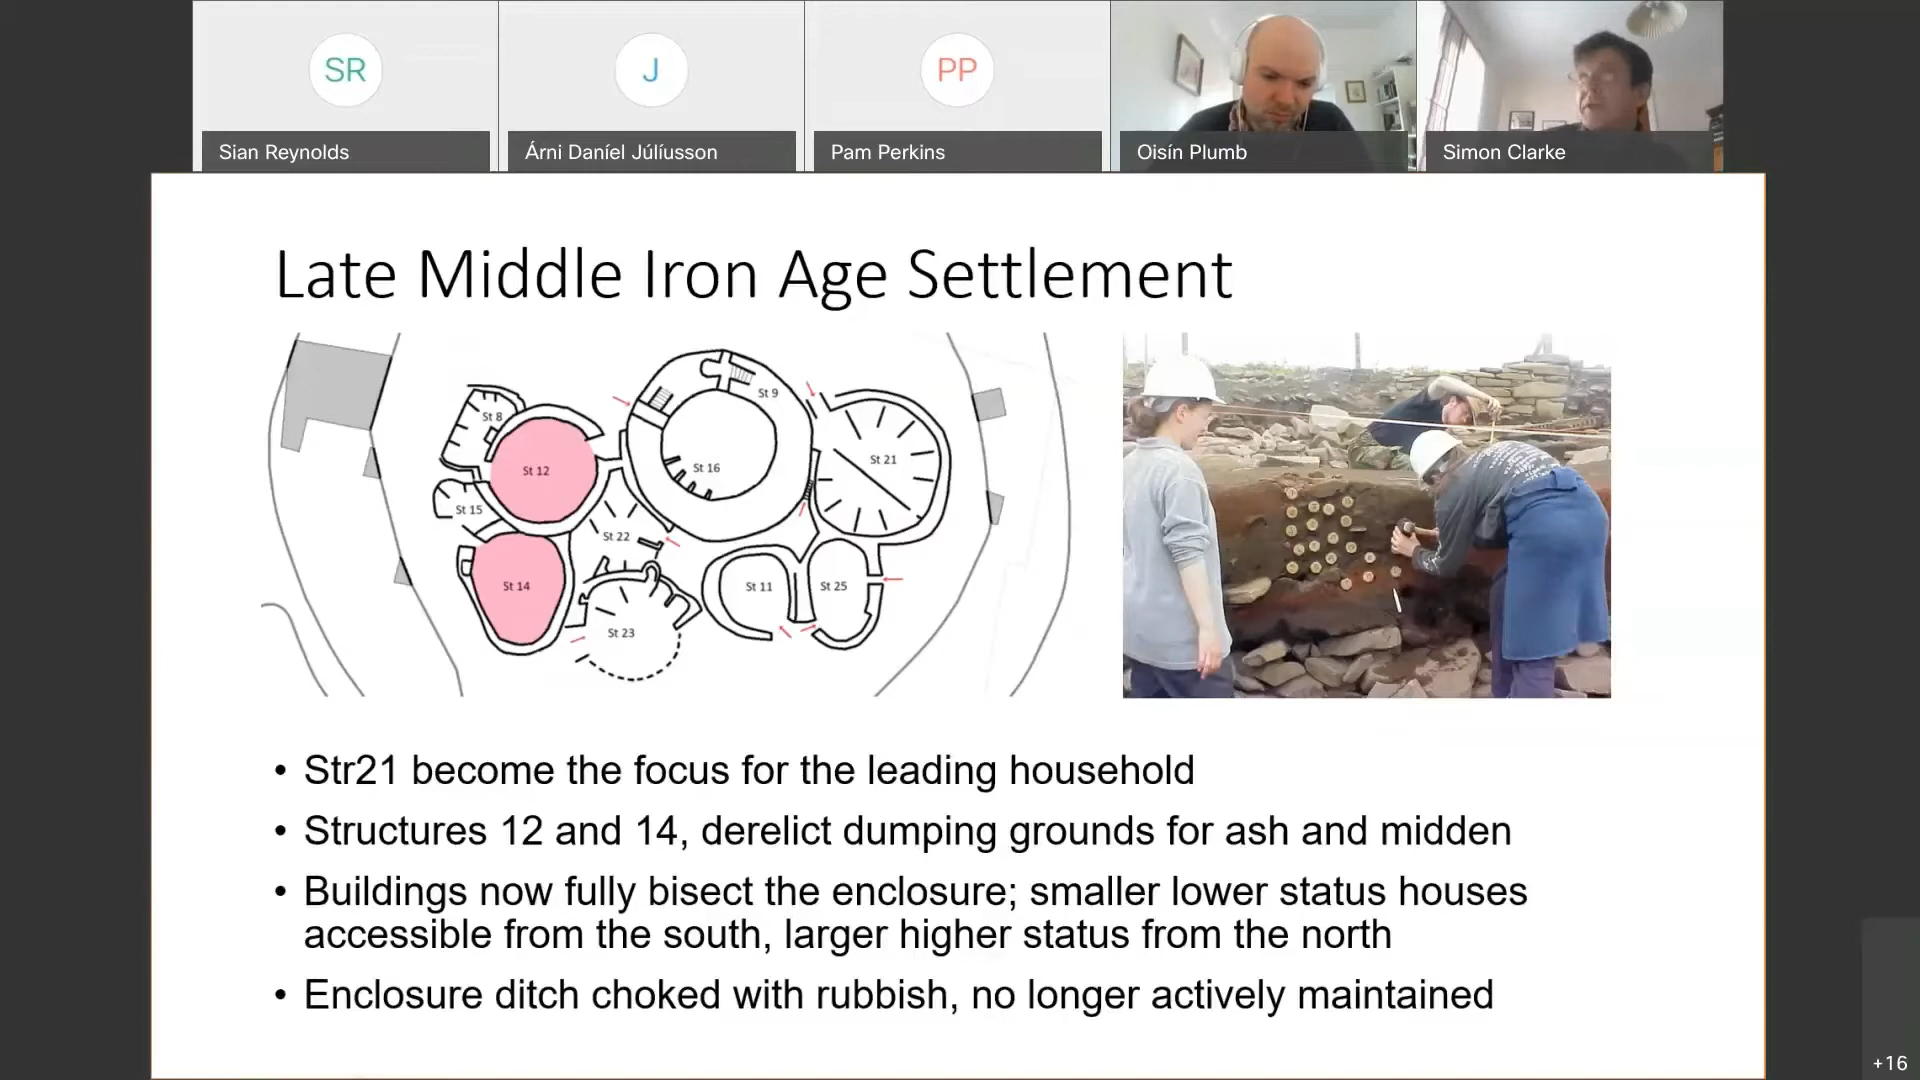 SR
J
PP
Sian Reynolds
Árni Daníel Júlíusson
Pam Perkins
Oisín Plumb
Simon Clarke
Late Middle Iron Age Settlement
St 8
St 9
St 12
St 16
St 21
St 15
St 22
St 14
St 11
St 25
St 23
• Str21 become the focus for the leading household
• Structures 12 and 14, derelict dumping grounds for ash and midden
• Buildings now fully bisect the enclosure; smaller lower status houses
accessible from the south, larger higher status from the north
• Enclosure ditch choked with rubbish, no longer actively maintained
+16